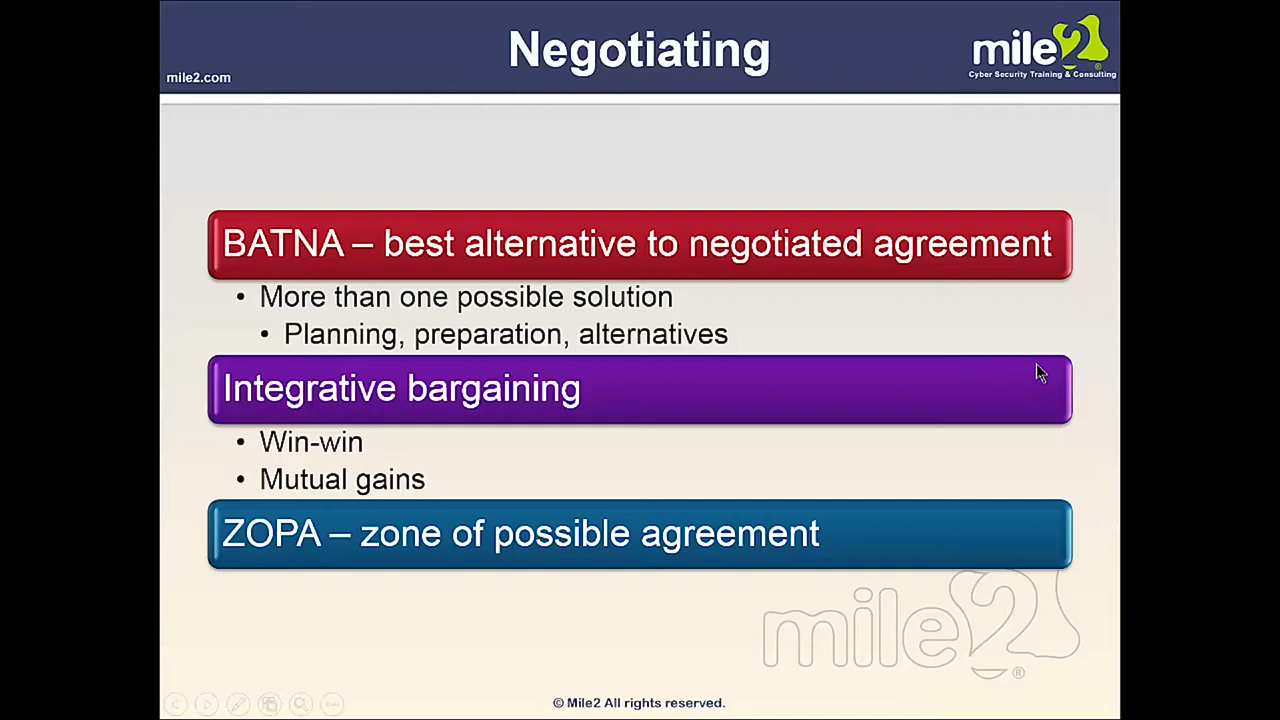 Negotiating
mile2.com
mile2
Cyber Security Training & Consulting
BATNA – best alternative to negotiated agreement
• More than one possible solution
• Planning, preparation, alternatives
Integrative bargaining
• Win-win
• Mutual gains
ZOPA – zone of possible agreement
mile2®
© Mile2 All rights reserved.